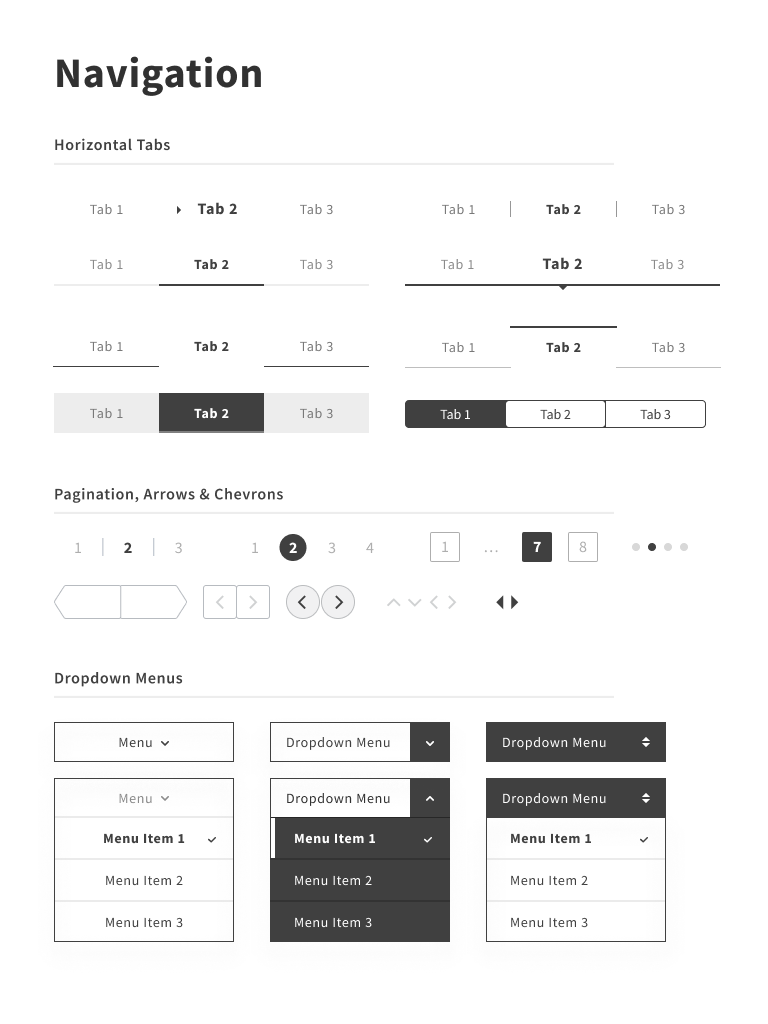 Navigation
Horizontal Tabs
Tab 1 Tab 2 Tab 3 Tab 1 Tab 2 Tab 3
Tab 1 Tab 2 Tab 3 Tab 1 Tab 2 Tab 3
Tab 1 Tab 2 Tab 3 Tab 1 Tab 2 Tab 3
Tab 1 Tab 2 Tab 3 Tab 1 Tab 2 Tab 3
Pagination, Arrows & Chevrons
1 2 3 1 2 3 4 1 ... 7 8
Dropdown Menus
Menu Dropdown Menu Dropdown Menu
Menu Dropdown Menu Dropdown Menu
Menu Item 1 Menu Item 1 Menu Item 1
Menu Item 2 Menu Item 2 Menu Item 2
Menu Item 3 Menu Item 3 Menu Item 3